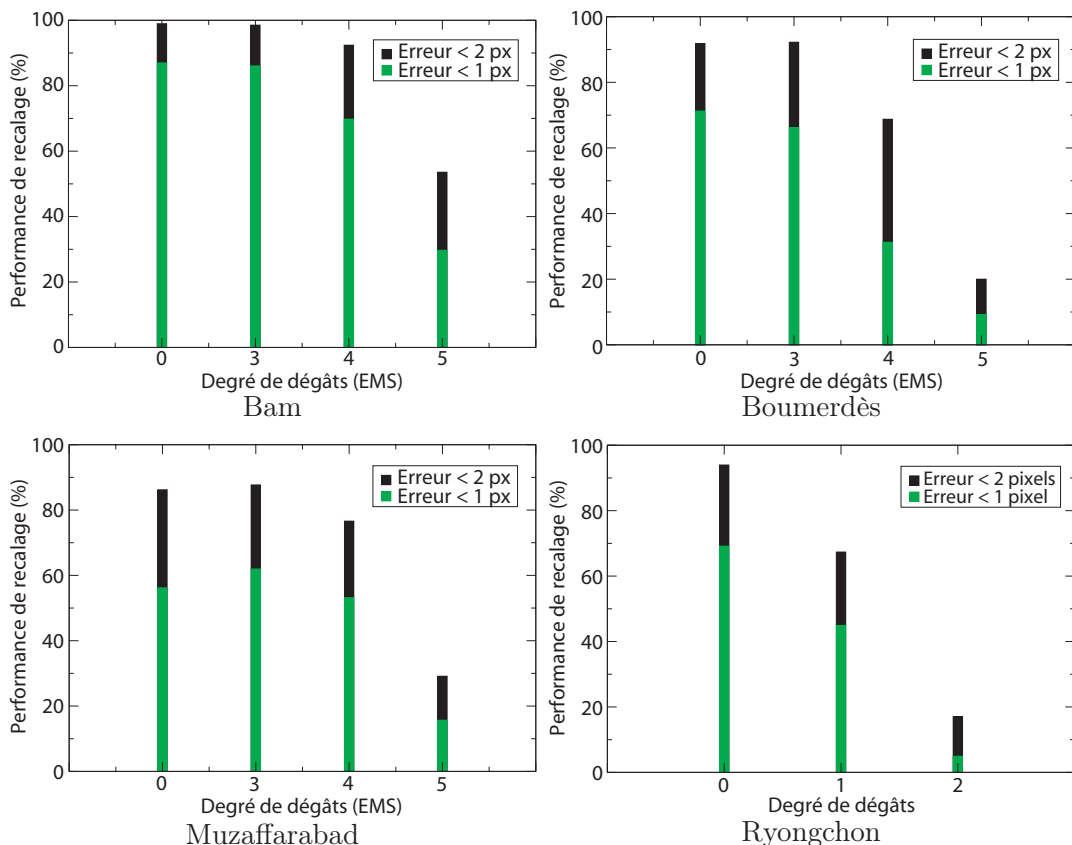 Performance de recalage (%)
100
80
60
40
20
0
Erreur < 2 px
Erreur < 1 px
0 3 4 5
Degré de dégâts (EMS)
Bam
Performance de recalage (%)
100
80
60
40
20
0
Erreur < 2 px
Erreur < 1 px
0 3 4 5
Degré de dégâts (EMS)
Boumerdès
Performance de recalage (%)
100
80
60
40
20
0
Erreur < 2 px
Erreur < 1 px
0 3 4 5
Degré de dégâts (EMS)
Muzaffarabad
Performance de recalage (%)
100
80
60
40
20
0
Erreur < 2 pixels
Erreur < 1 pixel
0 1 2
Degré de dégâts
Ryongchon